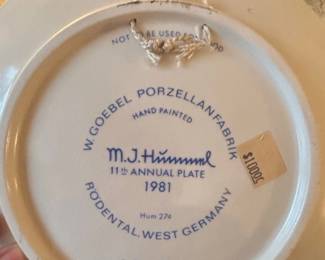 NOT TO BE USED FOR FOOD
W. GOEBEL PORZELLANFABRIK
HAND PAINTED
M.J. Hummel
11th ANNUAL PLATE
1981
Hum 274
RÖDENTAL, WEST GERMANY